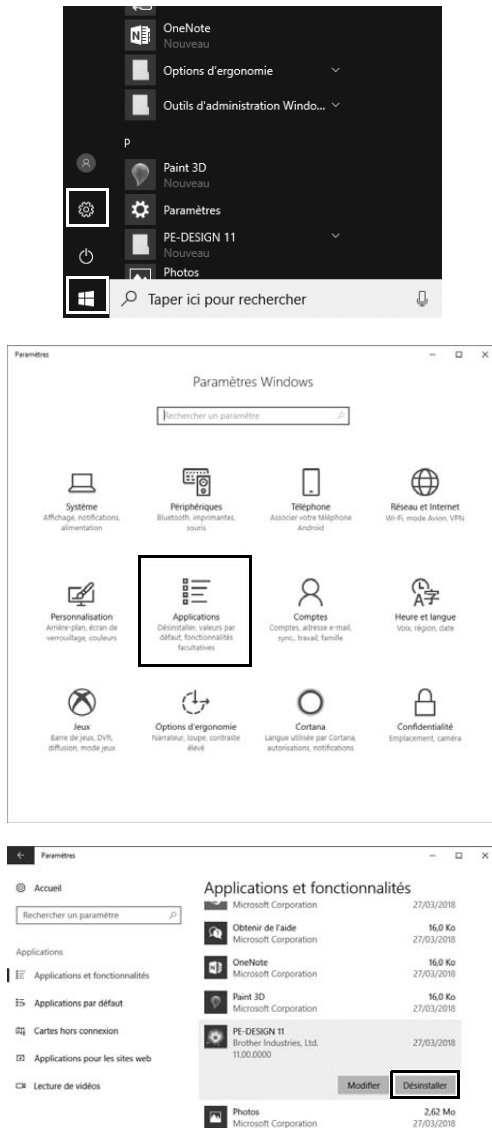 OneNote
Nouveau
Options d'ergonomie
Outils d'administration Windo...
P
Paint 3D
Nouveau
Paramètres
PE-DESIGN 11
Nouveau
Photos
Taper ici pour rechercher
Paramètres
Paramètres Windows
Rechercher un paramètre
Système
Affichage, notifications,
alimentation
Périphériques
Bluetooth, imprimantes,
souris
Téléphone
Associer votre téléphone
Android
Réseau et Internet
Wi-Fi, mode Avion, VPN
Personnalisation
Arrière-plan, écran de
verrouillage, couleurs
Applications
Désinstaller, valeurs par
défaut, fonctionnalités
facultatives
Comptes
Comptes, adresse e-mail,
sync., travail, famille
Heure et langue
Voix, région, date
Jeux
Barre de jeux, DVR,
diffusion, mode jeux
Options d'ergonomie
Narrateur, loupe, contraste
élevé
Cortana
Langue utilisée par Cortana,
autorisations, notifications
Confidentialité
Emplacement, caméra
Paramètres
Accueil
Rechercher un paramètre
Applications
Applications et fonctionnalités
Applications par défaut
Cartes hors connexion
Applications pour les sites web
Lecture de vidéos
Applications et fonctionnalités
Microsoft Corporation 27/03/2018
Obtenir de l'aide 16,0 Ko
Microsoft Corporation 27/03/2018
OneNote 16,0 Ko
Microsoft Corporation 27/03/2018
Paint 3D 16,0 Ko
Microsoft Corporation 27/03/2018
PE-DESIGN 11
Brother Industries, Ltd. 27/03/2018
11.00.0000
Modifier Désinstaller
Photos 2,62 Mo
Microsoft Corporation 27/03/2018